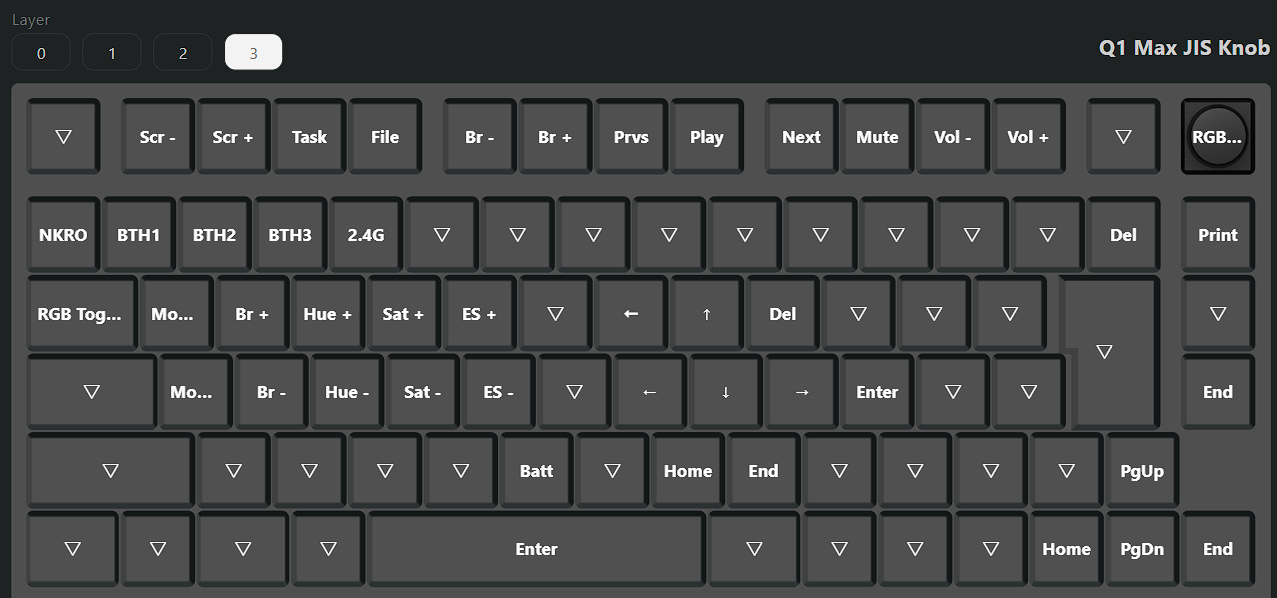 Layer
0 1 2 3
Q1 Max JIS Knob
▽ Scr - Scr + Task File Br - Br + Prvs Play Next Mute Vol - Vol + ▽ RGB...
NKRO BTH1 BTH2 BTH3 2.4G ▽ ▽ ▽ ▽ ▽ ▽ ▽ ▽ ▽ Del Print
RGB Tog... Mo... Br + Hue + Sat + ES + ▽ ← ↑ Del ▽ ▽ ▽ ▽ ▽
▽ Mo... Br - Hue - Sat - ES - ▽ ← ↓ → Enter ▽ ▽ End
▽ ▽ ▽ ▽ ▽ Batt ▽ Home End ▽ ▽ ▽ ▽ PgUp
▽ ▽ ▽ ▽ Enter ▽ ▽ ▽ ▽ Home PgDn End